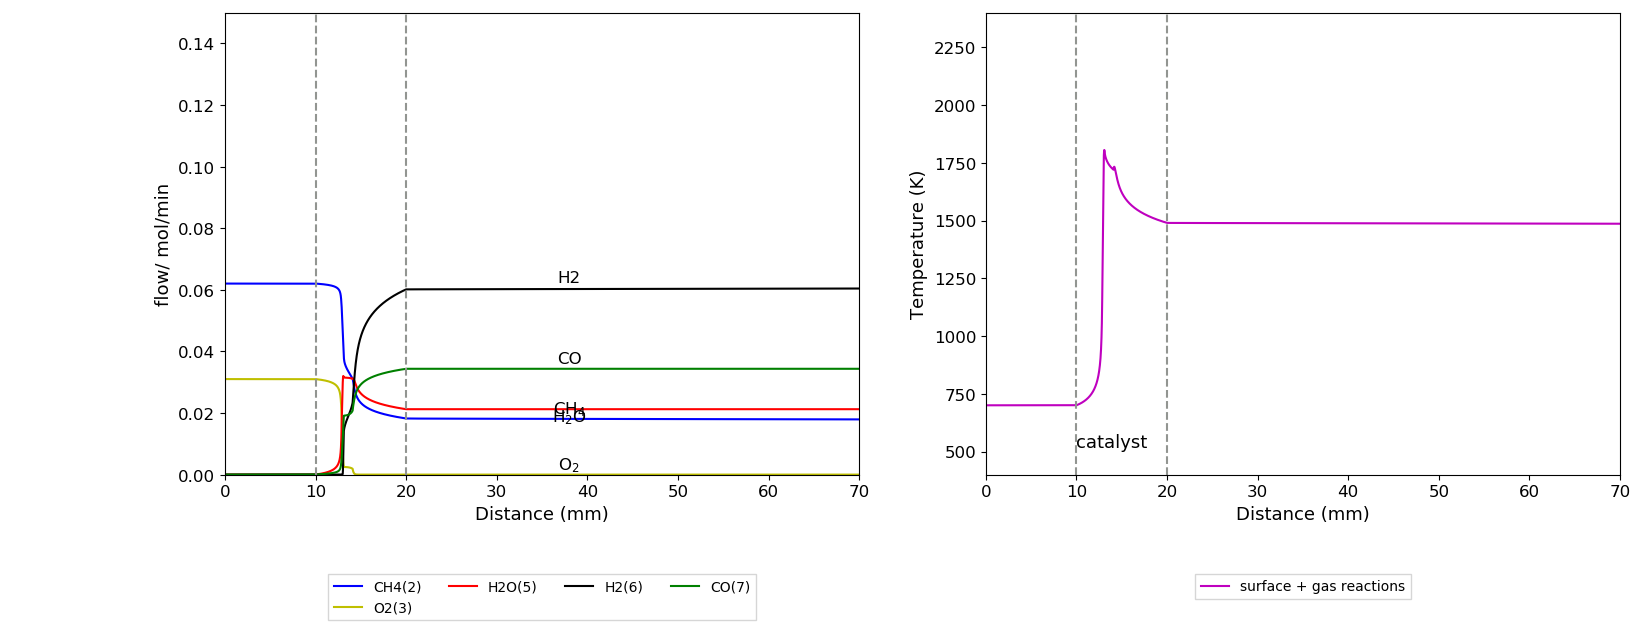 0.14
0.12
0.10
0.08
0.06
0.04
0.02
0.00
flow/ mol/min
H2
CO
CH₄
H₂O
O₂
0 10 20 30 40 50 60 70
Distance (mm)
CH4(2) H2O(5) H2(6) CO(7)
O2(3)
2250
2000
1750
1500
1250
1000
750
500
Temperature (K)
catalyst
0 10 20 30 40 50 60 70
Distance (mm)
surface + gas reactions